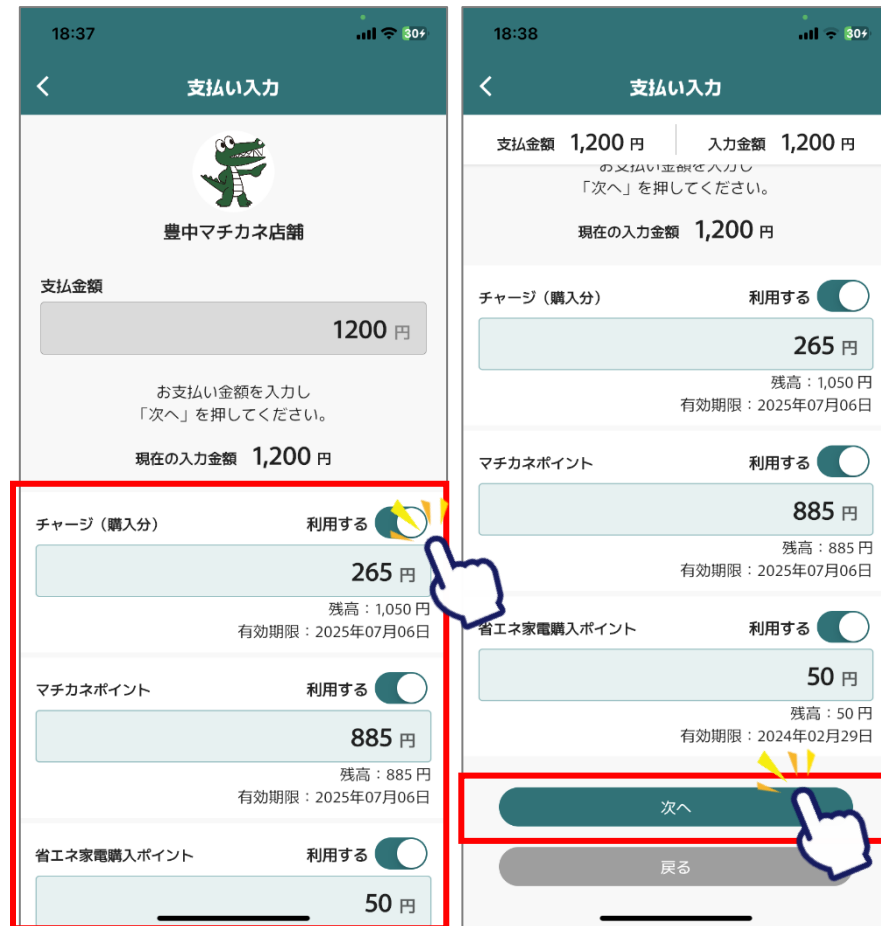 18:37
30
支払い入力
豊中マチカネ店舗
支払金額
1200 円
お支払い金額を入力し
「次へ」を押してください。
現在の入力金額 1,200 円
チャージ（購入分） 利用する
265 円
残高：1,050 円
有効期限：2025年07月06日
マチカネポイント 利用する
885 円
残高：885 円
有効期限：2025年07月06日
省エネ家電購入ポイント 利用する
50 円
18:38
30
支払い入力
支払金額 1,200 円 入力金額 1,200 円
お支払い金額を入力し
「次へ」を押してください。
現在の入力金額 1,200 円
チャージ（購入分） 利用する
265 円
残高：1,050 円
有効期限：2025年07月06日
マチカネポイント 利用する
885 円
残高：885 円
有効期限：2025年07月06日
省エネ家電購入ポイント 利用する
50 円
残高：50 円
有効期限：2024年02月29日
次へ
戻る